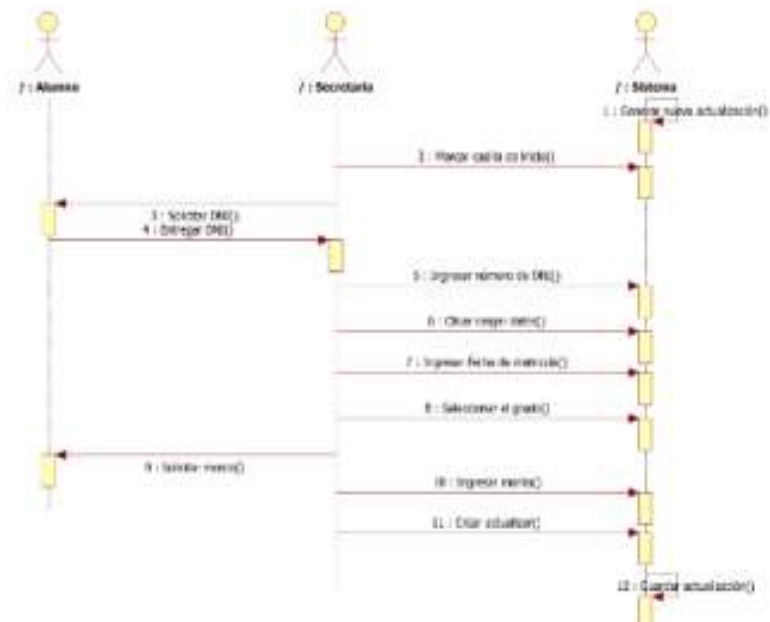 / : Alumno
/ : Secretaria
/ : Sistema
1 : Generar nueva actualización()
2 : Marcar casilla de
3 : Solicitar DNI()
4 : Entregar DNI()
5 : Ingresar número de DNI()
6 : Clicar cargar datos()
7 : Ingresar fecha de matrícula()
8 : Seleccionar el grado()
9 : Solicitar monto()
10 : Ingresar monto()
11 : Clicar actualizar()
12 : Guardar actualización()